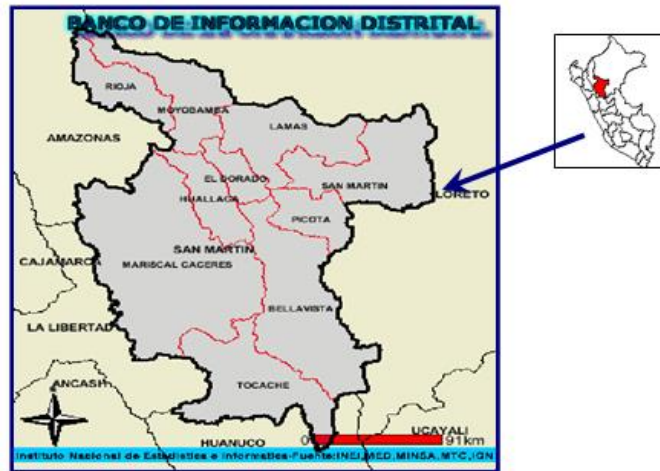 BANCO DE INFORMACION DISTRITAL
RIOJA
MOYOBAMBA
LAMAS
AMAZONAS
EL DORADO
SAN MARTIN
HUALLAGA
LORETO
PICOTA
SAN MARTIN
CAJAMARCA
MARISCAL CACERES
BELLAVISTA
LA LIBERTAD
ANCASH
TOCACHE
UCAYALI
HUANUCO
0 91km
Instituto Nacional de Estadistica e Informatica-Fuente:INEI,MED,MINSA,MTC,IGN